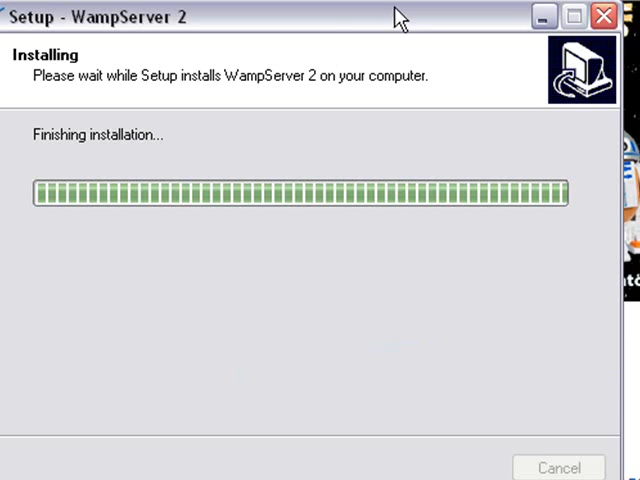 Setup - WampServer 2
Installing
Please wait while Setup installs WampServer 2 on your computer.
Finishing installation...
Cancel